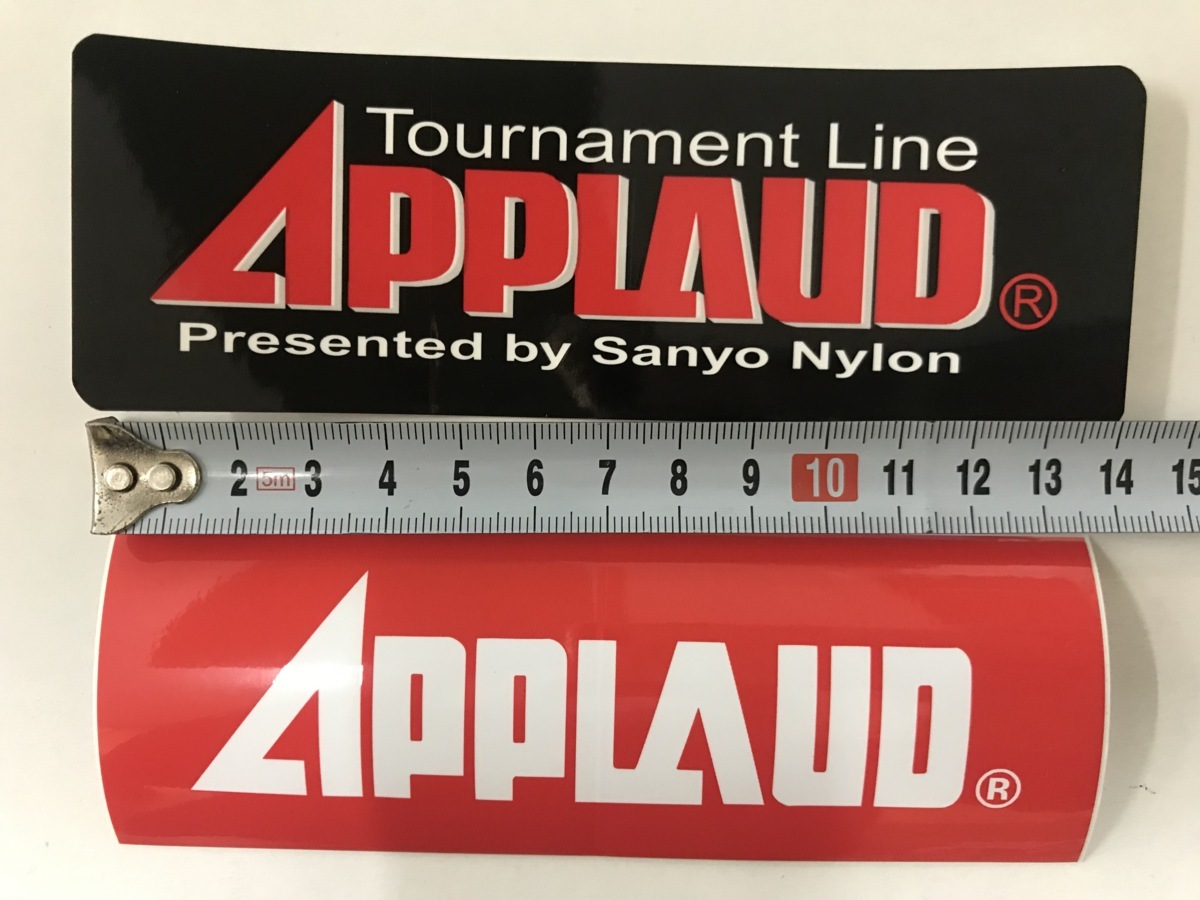 Tournament Line
APPLAUD®
Presented by Sanyo Nylon
2 5m 3 4 5 6 7 8 9 10 11 12 13 14 15
APPLAUD®